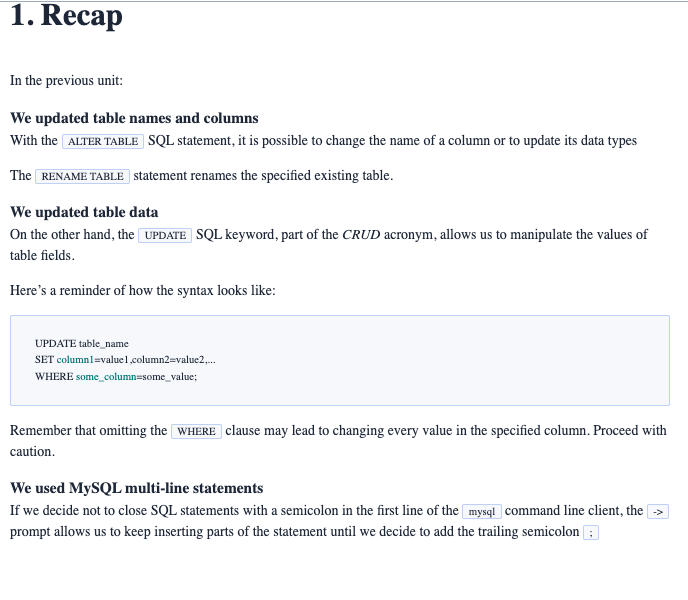 1. Recap
In the previous unit:
We updated table names and columns
With the ALTER TABLE SQL statement, it is possible to change the name of a column or to update its data types
The RENAME TABLE statement renames the specified existing table.
We updated table data
On the other hand, the UPDATE SQL keyword, part of the CRUD acronym, allows us to manipulate the values of
table fields.
Here’s a reminder of how the syntax looks like:
UPDATE table_name
SET column1=value1,column2=value2,...
WHERE some_column=some_value;
Remember that omitting the WHERE clause may lead to changing every value in the specified column. Proceed with
caution.
We used MySQL multi-line statements
If we decide not to close SQL statements with a semicolon in the first line of the mysql command line client, the ->
prompt allows us to keep inserting parts of the statement until we decide to add the trailing semicolon ;